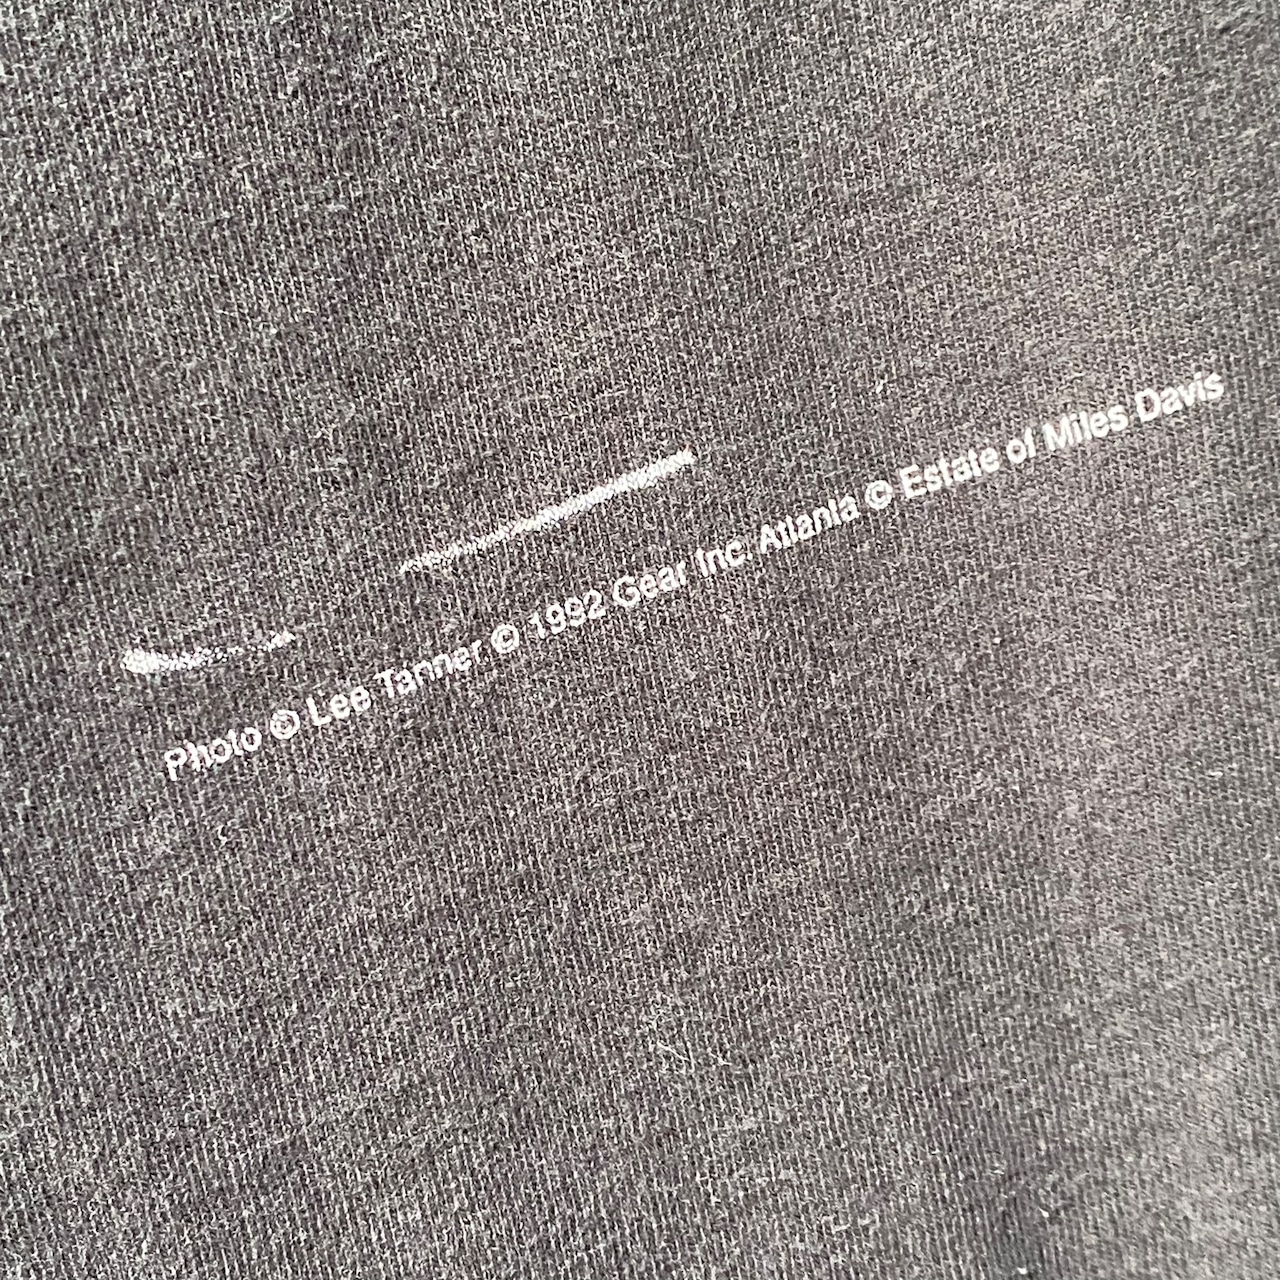 Photo © Lee Tanner © 1992 Gear Inc. Atlanta © Estate of Miles Davis